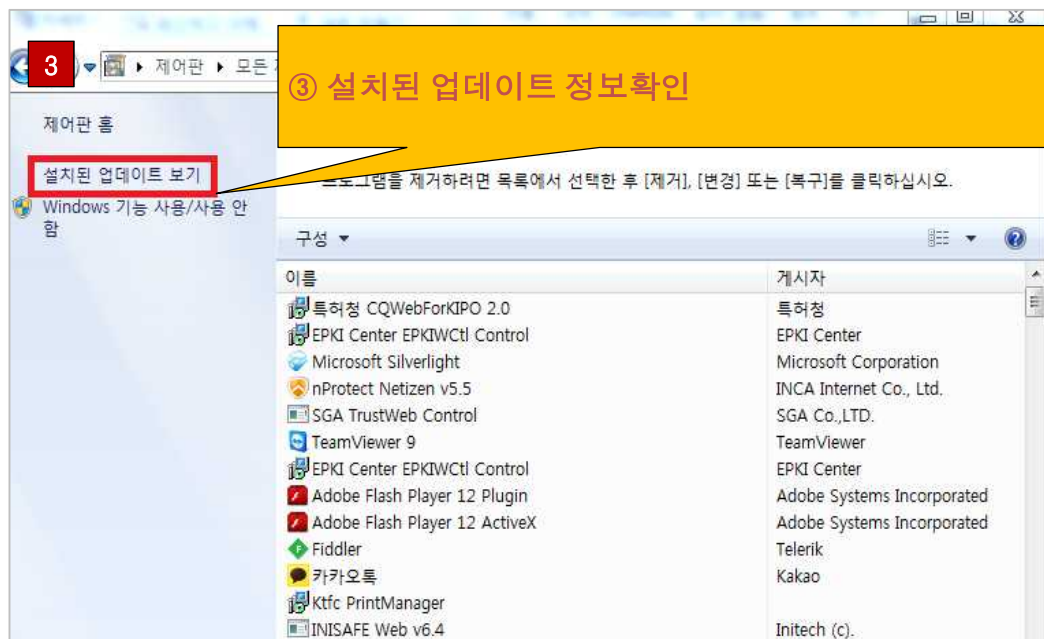 3
제어판 ▶ 모든
③ 설치된 업데이트 정보확인
제어판 홈
설치된 업데이트 보기
Windows 기능 사용/사용 안
함
프로그램을 제거하려면 목록에서 선택한 후 [제거], [변경] 또는 [복구]를 클릭하십시오.
구성 ▼
이름 게시자
특허청 CQWebForKIPO 2.0 특허청
EPKI Center EPKIWCtl Control EPKI Center
Microsoft Silverlight Microsoft Corporation
nProtect Netizen v5.5 INCA Internet Co., Ltd.
SGA TrustWeb Control SGA Co.,LTD.
TeamViewer 9 TeamViewer
EPKI Center EPKIWCtl Control EPKI Center
Adobe Flash Player 12 Plugin Adobe Systems Incorporated
Adobe Flash Player 12 ActiveX Adobe Systems Incorporated
Fiddler Telerik
카카오톡 Kakao
Ktfc PrintManager
INISAFE Web v6.4 Initech (c).